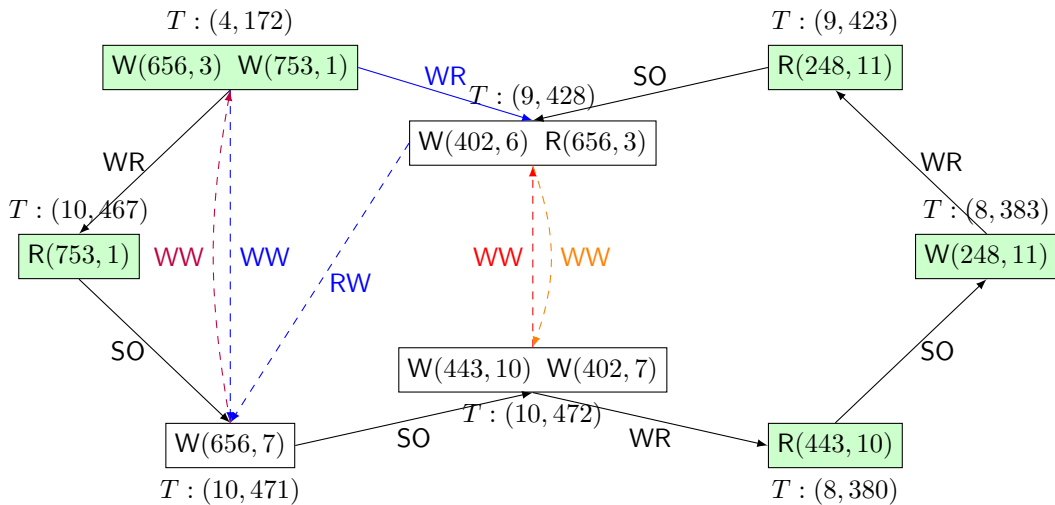 T : (4, 172)
T : (9, 423)
W(656, 3) W(753, 1)
R(248, 11)
WR
SO
T : (9, 428)
W(402, 6) R(656, 3)
WR
WR
T : (10, 467)
T : (8, 383)
R(753, 1)
WW
WW
WW
WW
W(248, 11)
RW
SO
SO
W(443, 10) W(402, 7)
T : (10, 472)
W(656, 7)
SO
WR
R(443, 10)
T : (10, 471)
T : (8, 380)